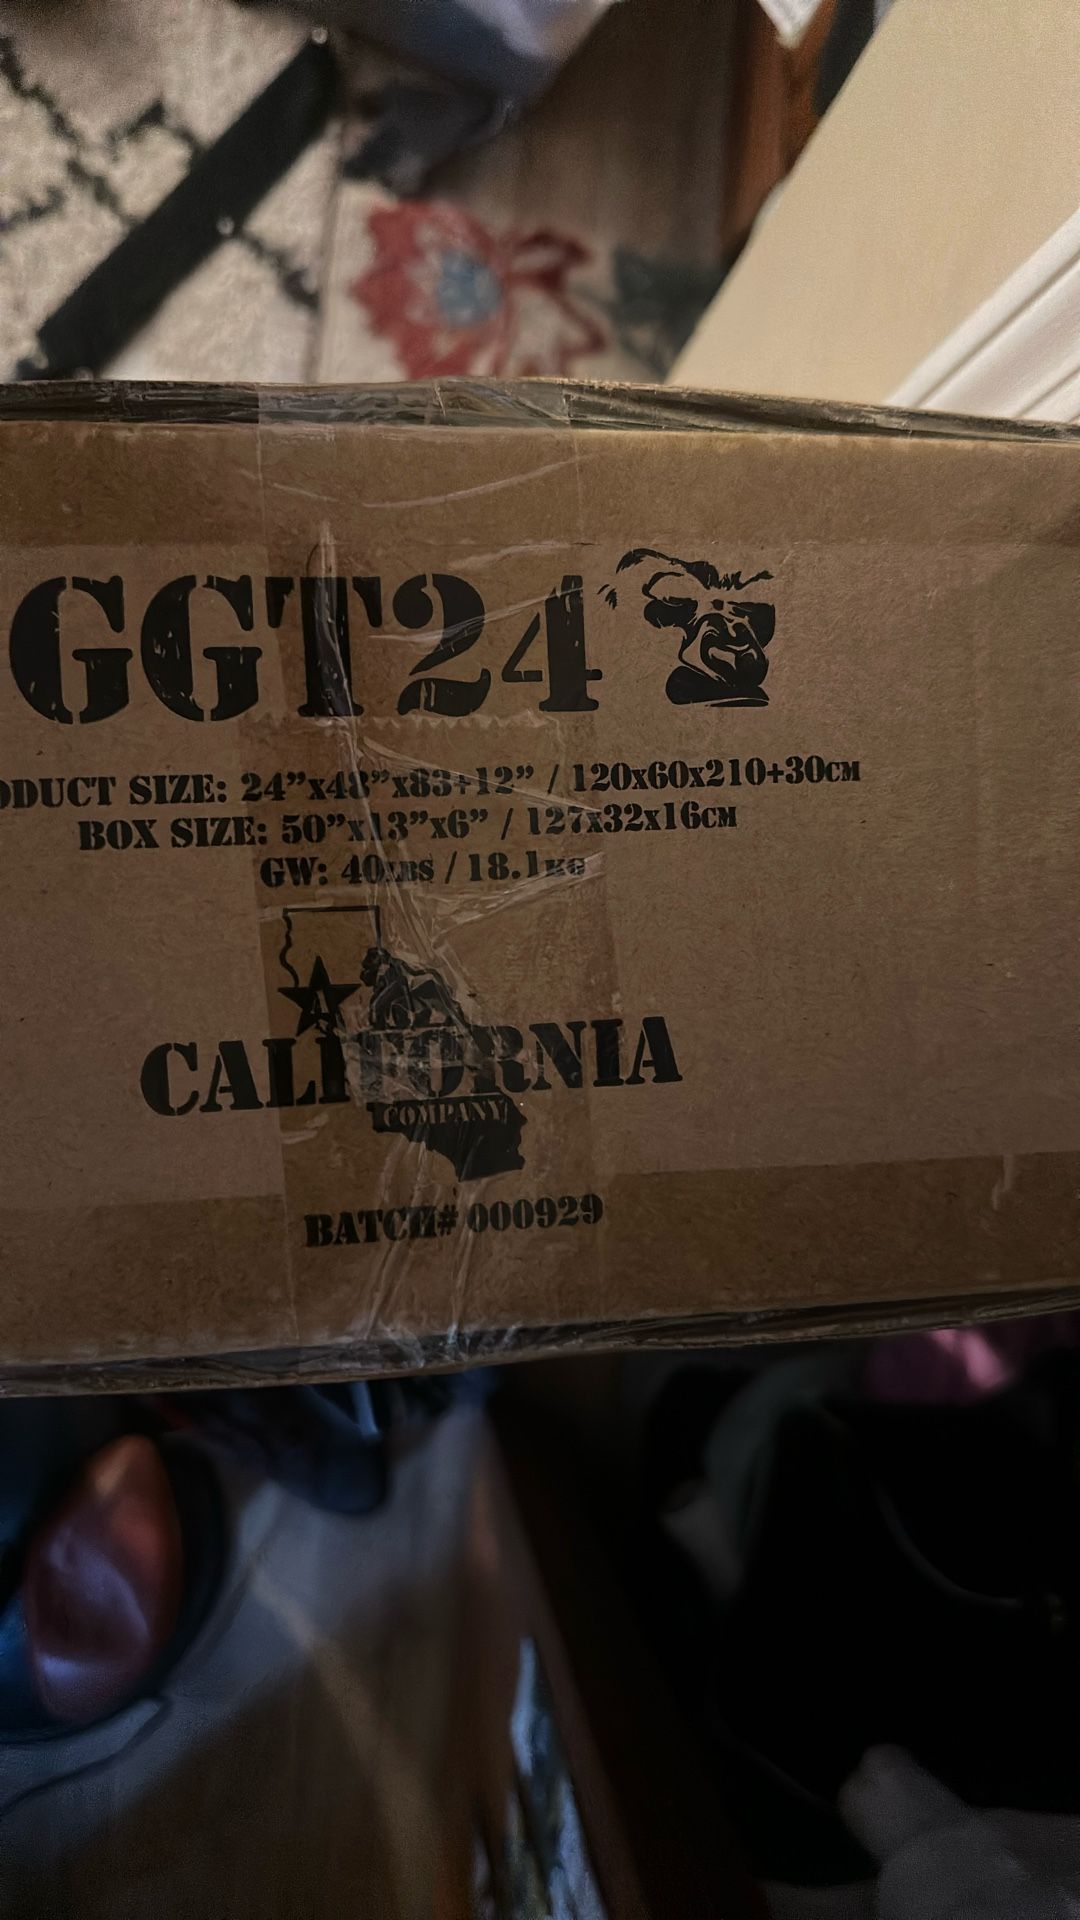 GGT24
ODUCT SIZE: 24”x48”x83+12” / 120x60x210+30CM
BOX SIZE: 50”x13”x6” / 127x32x16CM
GW: 40LBS / 18.1KG
A
CALIFORNIA
COMPANY
BATCH# 000929